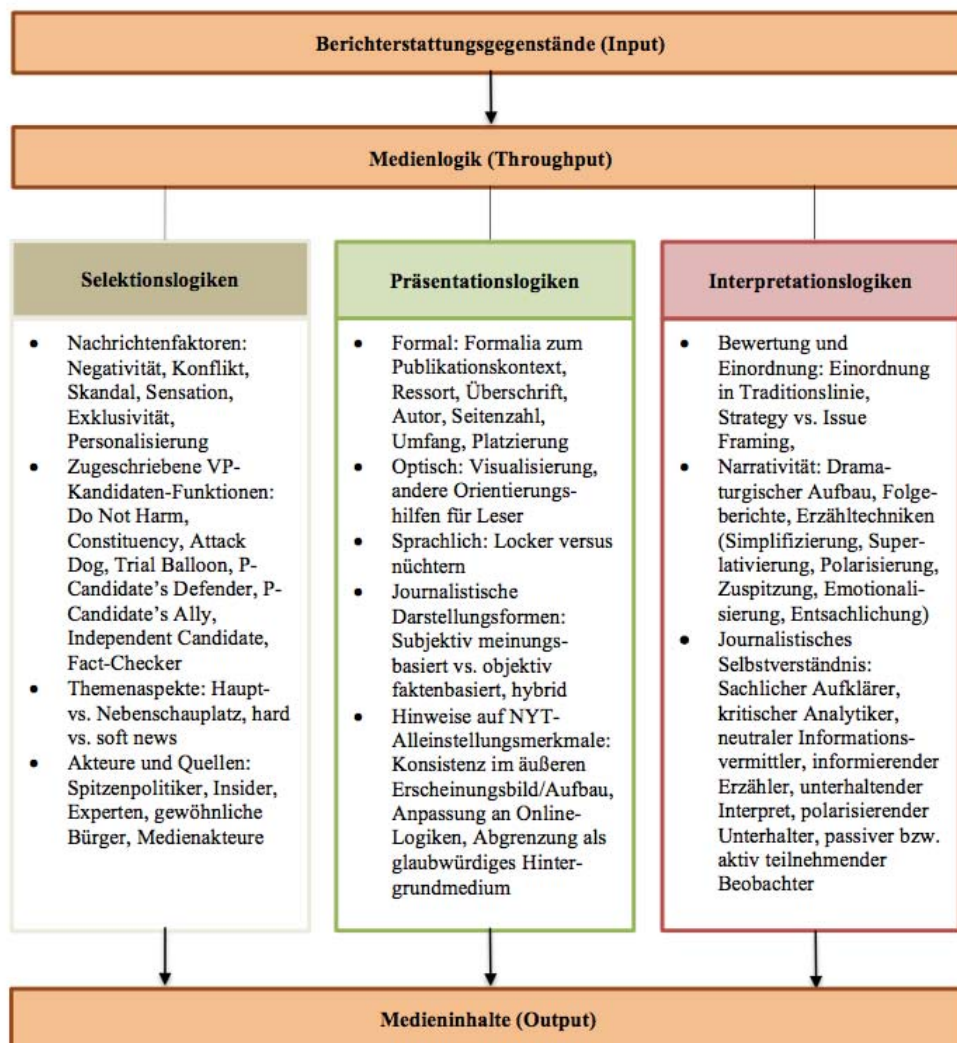 Berichterstattungsgegenstände (Input)
Medienlogik (Throughput)
Selektionslogiken
• Nachrichtenfaktoren:
Negativität, Konflikt,
Skandal, Sensation,
Exklusivität,
Personalisierung
• Zugeschriebene VP-
Kandidaten-Funktionen:
Do Not Harm,
Constituency, Attack
Dog, Trial Balloon, P-
Candidate’s Defender, P-
Candidate’s Ally,
Independent Candidate,
Fact-Checker
• Themenaspekte: Haupt-
vs. Nebenschauplatz, hard
vs. soft news
• Akteure und Quellen:
Spitzenpolitiker, Insider,
Experten, gewöhnliche
Bürger, Medienakteure
Präsentationslogiken
• Formal: Formalia zum
Publikationskontext,
Ressort, Überschrift,
Autor, Seitenzahl,
Umfang, Platzierung
• Optisch: Visualisierung,
andere Orientierungs-
hilfen für Leser
• Sprachlich: Locker versus
nüchtern
• Journalistische
Darstellungsformen:
Subjektiv meinungs-
basiert vs. objektiv
faktenbasiert, hybrid
• Hinweise auf NYT-
Alleinstellungsmerkmale:
Konsistenz im äußeren
Erscheinungsbild/Aufbau,
Anpassung an Online-
Logiken, Abgrenzung als
glaubwürdiges Hinter-
grundmedium
Interpretationslogiken
• Bewertung und
Einordnung: Einordnung
in Traditionslinie,
Strategy vs. Issue
Framing,
• Narrativität: Drama-
turgischer Aufbau, Folge-
berichte, Erzähltechniken
(Simplifizierung, Super-
lativierung, Polarisierung,
Zuspitzung, Emotionali-
sierung, Entsachlichung)
• Journalistisches
Selbstverständnis:
Sachlicher Aufklärer,
kritischer Analytiker,
neutraler Informations-
vermittler, informierender
Erzähler, unterhaltender
Interpret, polarisierender
Unterhalter, passiver bzw.
aktiv teilnehmender
Beobachter
Medieninhalte (Output)